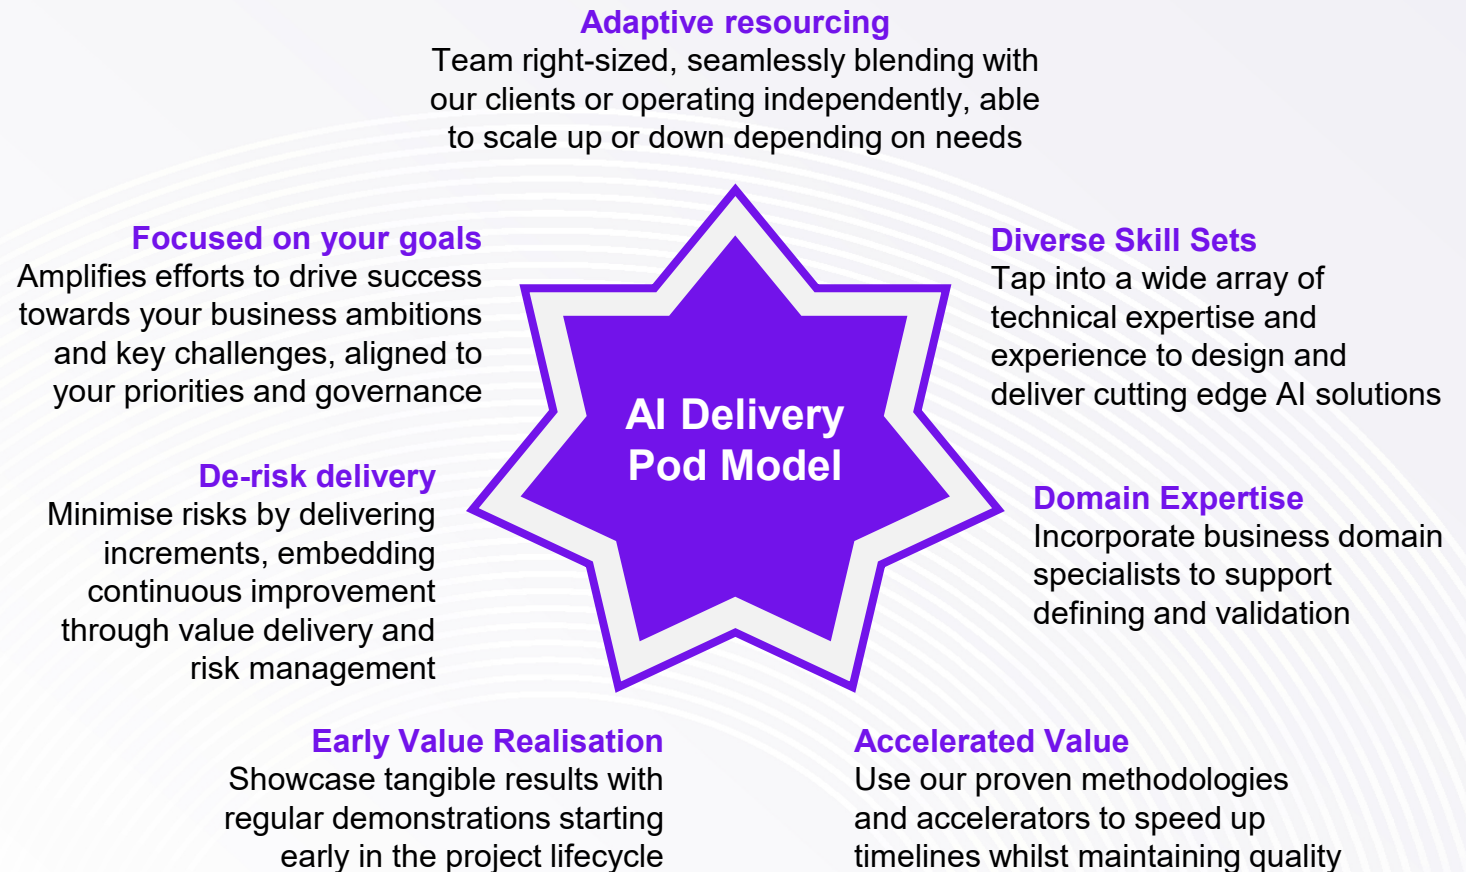 Adaptive resourcing
Team right-sized, seamlessly blending with
our clients or operating independently, able
to scale up or down depending on needs
Focused on your goals
Amplifies efforts to drive success
towards your business ambitions
and key challenges, aligned to
your priorities and governance
Diverse Skill Sets
Tap into a wide array of
technical expertise and
experience to design and
deliver cutting edge AI solutions
AI Delivery
Pod Model
De-risk delivery
Minimise risks by delivering
increments, embedding
continuous improvement
through value delivery and
risk management
Domain Expertise
Incorporate business domain
specialists to support
defining and validation
Early Value Realisation
Showcase tangible results with
regular demonstrations starting
early in the project lifecycle
Accelerated Value
Use our proven methodologies
and accelerators to speed up
timelines whilst maintaining quality